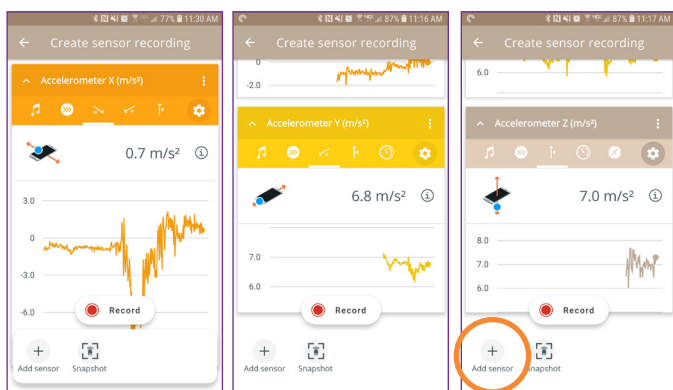 77% 11:30 AM
Create sensor recording
Accelerometer X (m/s²)
0.7 m/s²
3.0
0
-3.0
-6.0
Record
Add sensor
Snapshot
87% 11:16 AM
Create sensor recording
0
-2.0
Accelerometer Y (m/s²)
6.8 m/s²
7.0
6.0
Record
Add sensor
Snapshot
87% 11:17 AM
Create sensor recording
6.0
Accelerometer Z (m/s²)
7.0 m/s²
8.0
7.0
6.0
Record
Add sensor
Snapshot